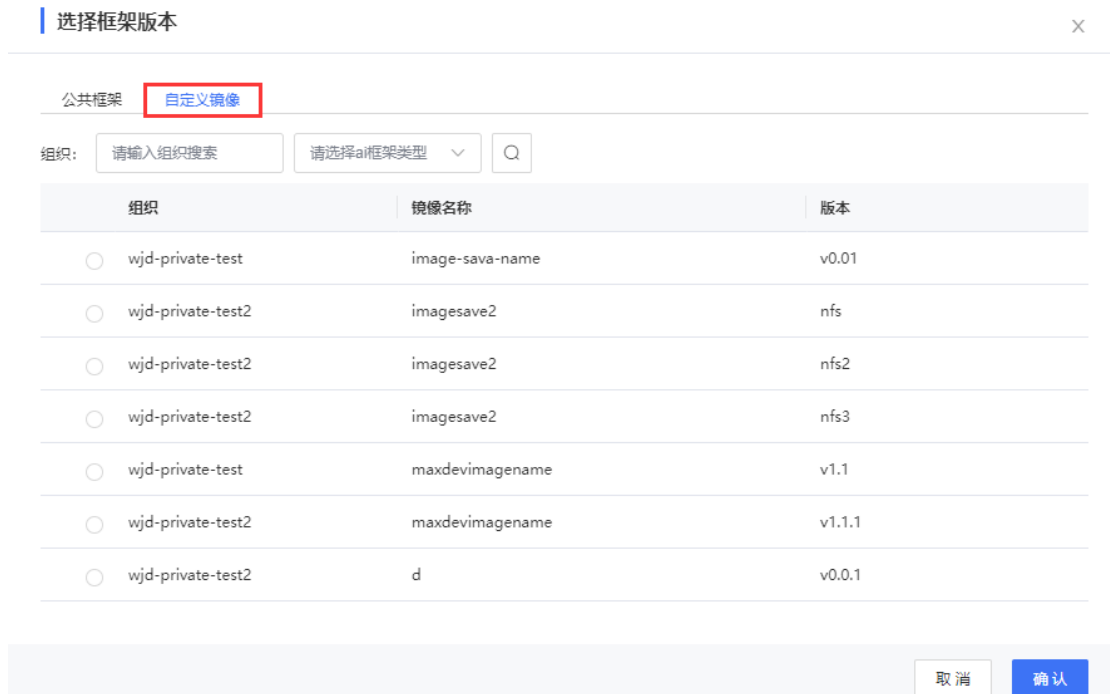 选择框架版本
公共框架 自定义镜像
组织: 请输入组织搜索 请选择ai框架类型
组织 镜像名称 版本
wjd-private-test image-sava-name v0.01
wjd-private-test2 imagesave2 nfs
wjd-private-test2 imagesave2 nfs2
wjd-private-test2 imagesave2 nfs3
wjd-private-test maxdevimagename v1.1
wjd-private-test2 maxdevimagename v1.1.1
wjd-private-test2 d v0.0.1
取消 确认